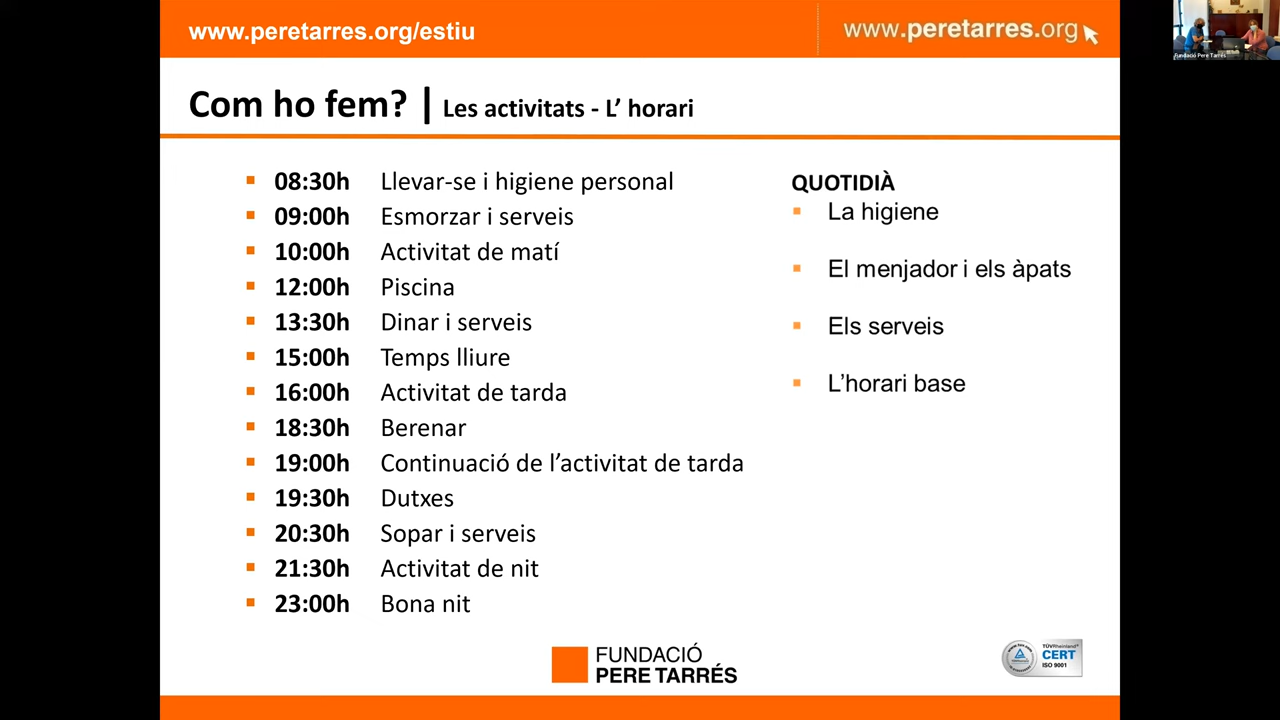 www.peretarres.org/estiu
www.peretarres.org
Fundació Pere Tarrés
Com ho fem? | Les activitats - L’ horari
08:30h Llevar-se i higiene personal
09:00h Esmorzar i serveis
10:00h Activitat de matí
12:00h Piscina
13:30h Dinar i serveis
15:00h Temps lliure
16:00h Activitat de tarda
18:30h Berenar
19:00h Continuació de l’activitat de tarda
19:30h Dutxes
20:30h Sopar i serveis
21:30h Activitat de nit
23:00h Bona nit
QUOTIDIÀ
La higiene
El menjador i els àpats
Els serveis
L’horari base
FUNDACIÓ
PERE TARRÉS
TÜVRheinland
CERT
ISO 9001